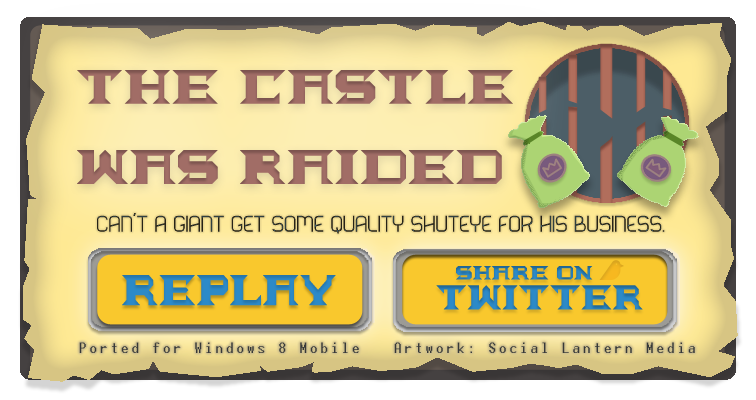 THE CASTLE
WAS RAIDED
CAN'T A GIANT GET SOME QUALITY SHUTEYE FOR HIS BUSINESS.
REPLAY
SHARE ON
TWITTER
Ported for Windows 8 Mobile
Artwork: Social Lantern Media